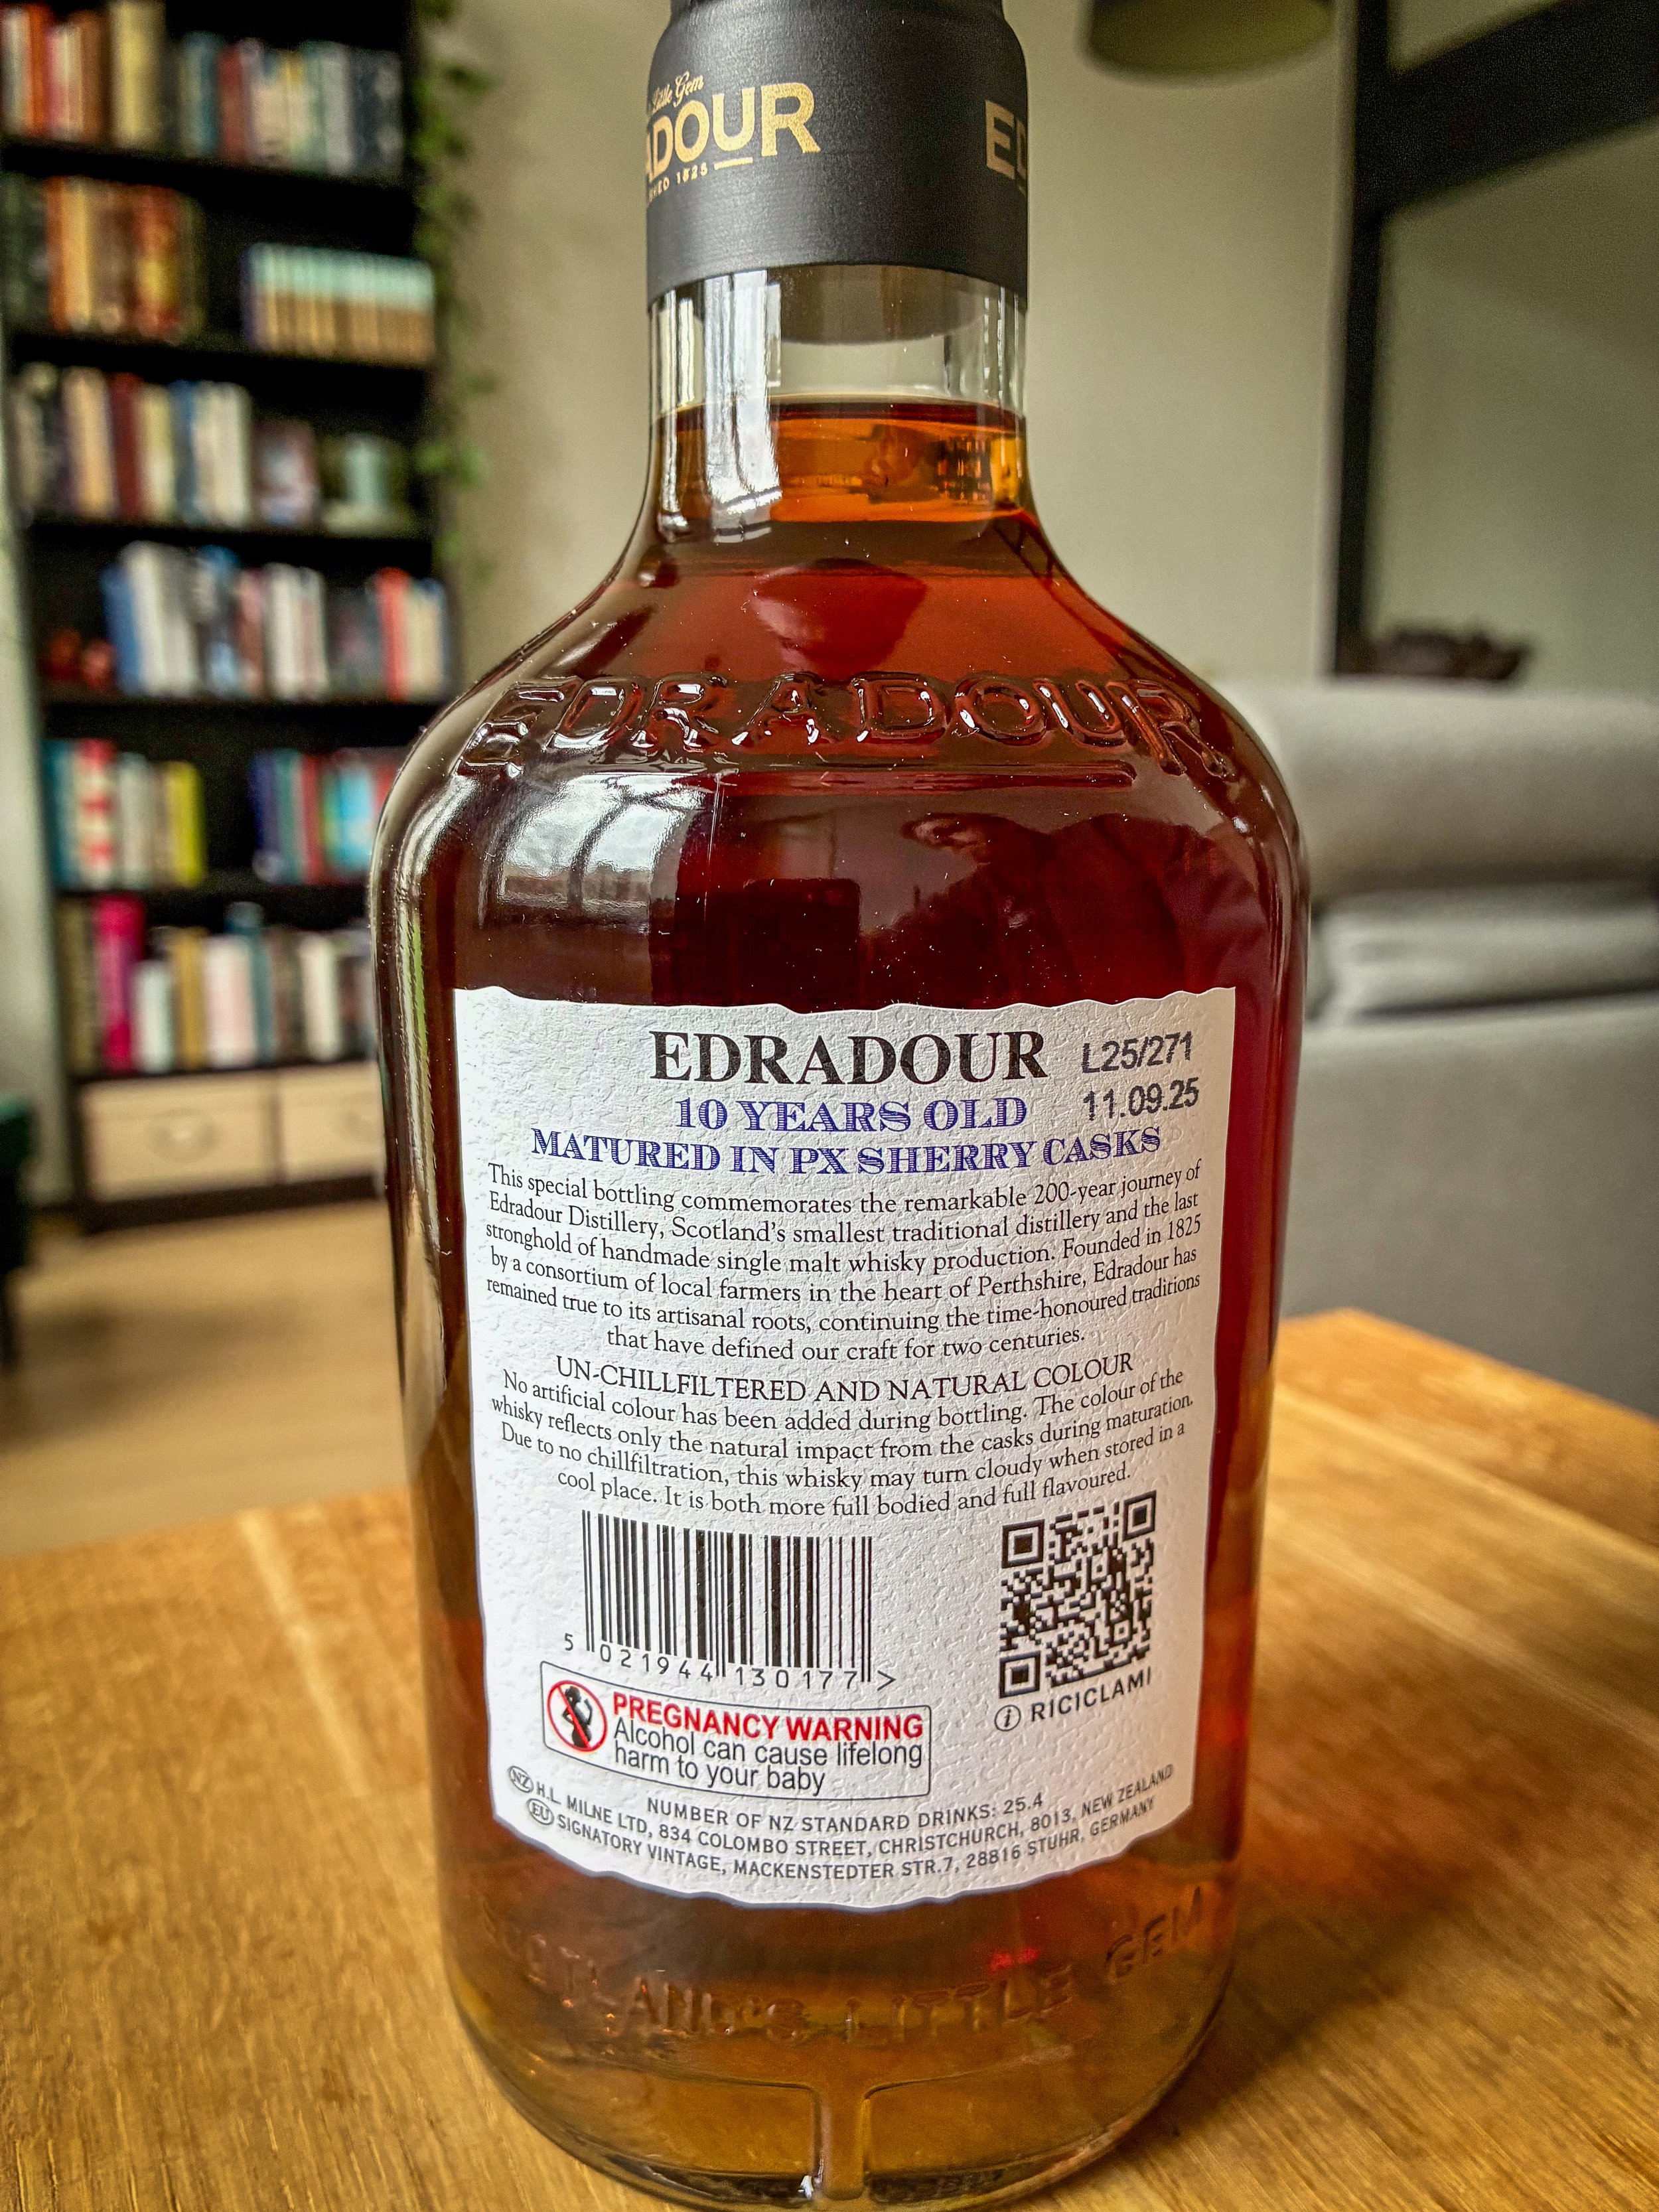 Little Gem
ADOUR
ED
1825
EDRADOUR
EDRADOUR
L25/271
10 YEARS OLD
11.09.25
MATURED IN PX SHERRY CASKS
This special bottling commemorates the remarkable 200-year journey of
Edradour Distillery, Scotland's smallest traditional distillery and the last
stronghold of handmade single malt whisky production. Founded in 1825
by a consortium of local farmers in the heart of Perthshire, Edradour has
remained true to its artisanal roots, continuing the time-honoured traditions
that have defined our craft for two centuries.
UN-CHILLFILTERED AND NATURAL COLOUR
No artificial colour has been added during bottling. The colour of the
whisky reflects only the natural impact from the casks during maturation.
Due to no chillfiltration, this whisky may turn cloudy when stored in a
cool place. It is both more full bodied and full flavoured.
5 021944 130177 >
i RICICLAMI
PREGNANCY WARNING
Alcohol can cause lifelong
harm to your baby
NUMBER OF NZ STANDARD DRINKS: 25.4
NZ H.L. MILNE LTD, 834 COLOMBO STREET, CHRISTCHURCH, 8013, NEW ZEALAND
EU SIGNATORY VINTAGE, MACKENSTEDTER STR.7, 28816 STUHR, GERMANY
SCOTLAND'S LITTLE GEM